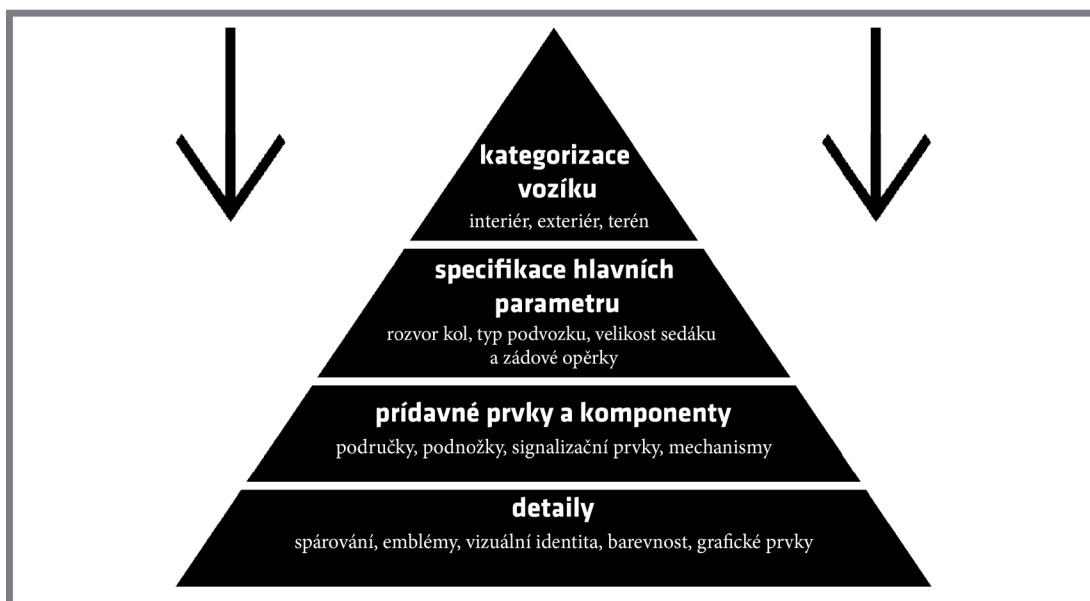 kategorizace
vozíku
interiér, exteriér, terén
specifikace hlavních
parametru
rozvor kol, typ podvozku, velikost sedáku
a zádové opěrky
prídavné prvky a komponenty
područky, podnožky, signalizační prvky, mechanismy
detaily
spárování, emblémy, vizuální identita, barevnost, grafické prvky